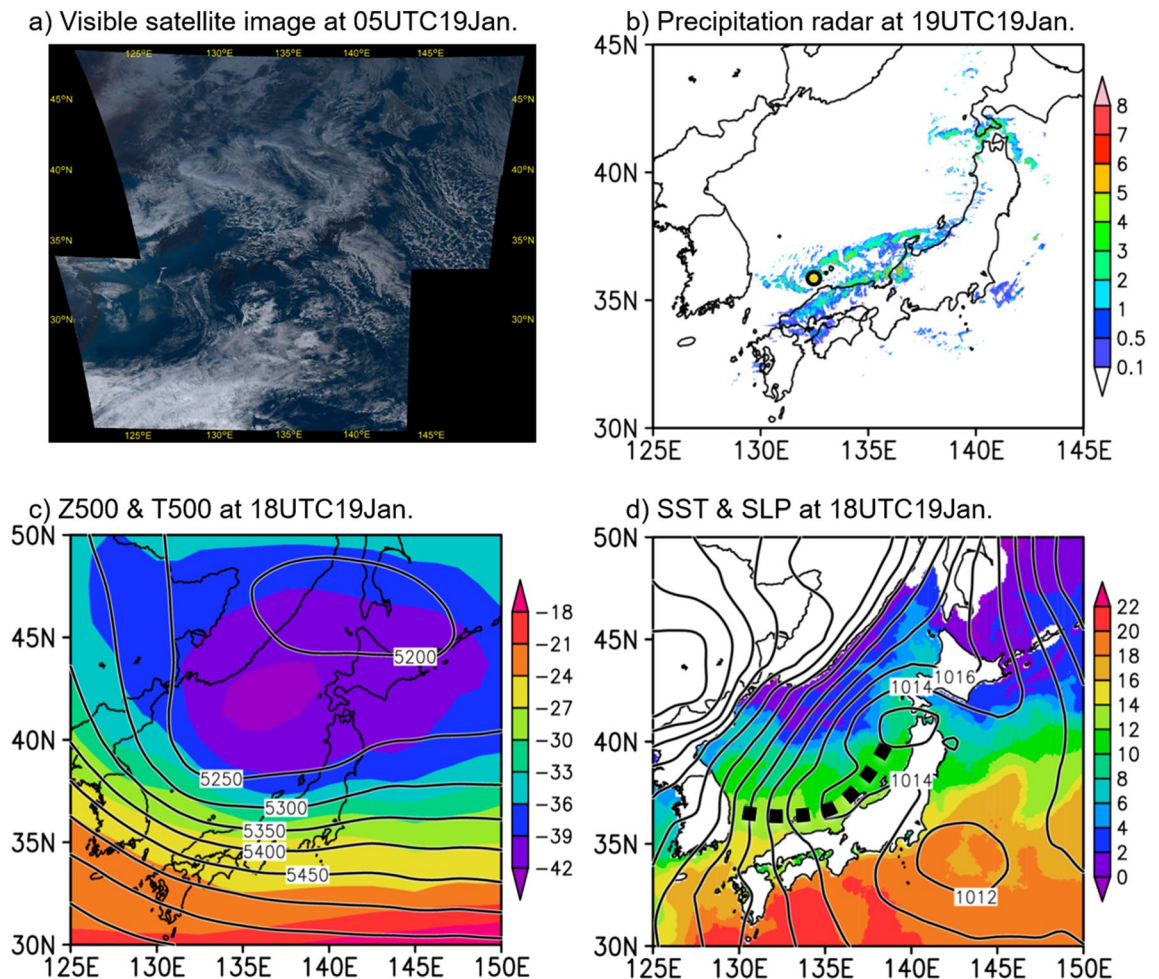 a) Visible satellite image at 05UTC19Jan.
125°E 130°E 135°E 140°E 145°E
45°N 45°N
40°N 40°N
35°N 35°N
30°N 30°N
125°E 130°E 135°E 140°E 145°E
b) Precipitation radar at 19UTC19Jan.
45N
40N
35N
30N
125E 130E 135E 140E 145E
8
7
6
5
4
3
2
1
0.5
0.1
c) Z500 & T500 at 18UTC19Jan.
50N
45N
40N
35N
30N
125E 130E 135E 140E 145E 150E
5200
5250
5300
5350
5400
5450
−18
−21
−24
−27
−30
−33
−36
−39
−42
d) SST & SLP at 18UTC19Jan.
50N
45N
40N
35N
30N
125E 130E 135E 140E 145E 150E
1016
1014
1014
1012
22
20
18
16
14
12
10
8
6
4
2
0